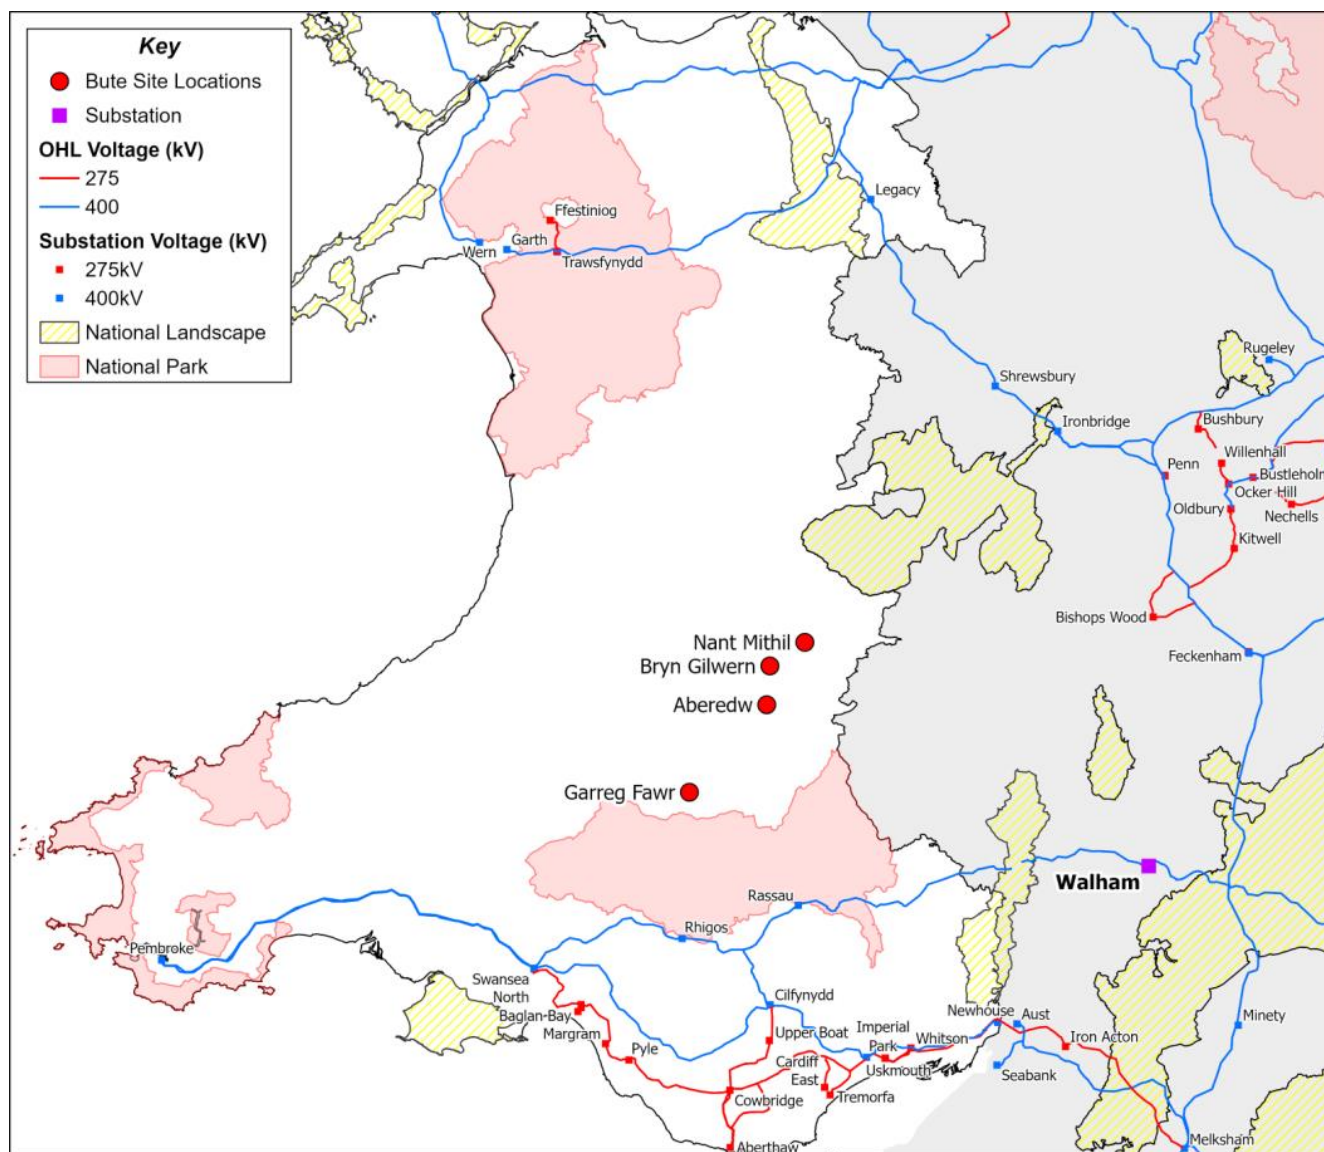 Key
Bute Site Locations
Substation
OHL Voltage (kV)
275
400
Substation Voltage (kV)
275kV
400kV
National Landscape
National Park
Legacy
Ffestiniog
Garth
Wern
Trawsfynydd
Rugeley
Shrewsbury
Ironbridge
Bushbury
Willenhall
Penn
Bustleholm
Ocker Hill
Oldbury
Nechells
Kitwell
Bishops Wood
Feckenham
Nant Mithil
Bryn Gilwern
Aberedw
Garreg Fawr
Walham
Rassau
Rhigos
Pembroke
Swansea
North
Baglan-Bay
Margram
Pyle
Cilfynydd
Upper Boat
Imperial
Park
Whitson
Uskmouth
Cardiff
East
Tremorfa
Cowbridge
Aberthaw
Newhouse
Aust
Iron Acton
Seabank
Minety
Melksham